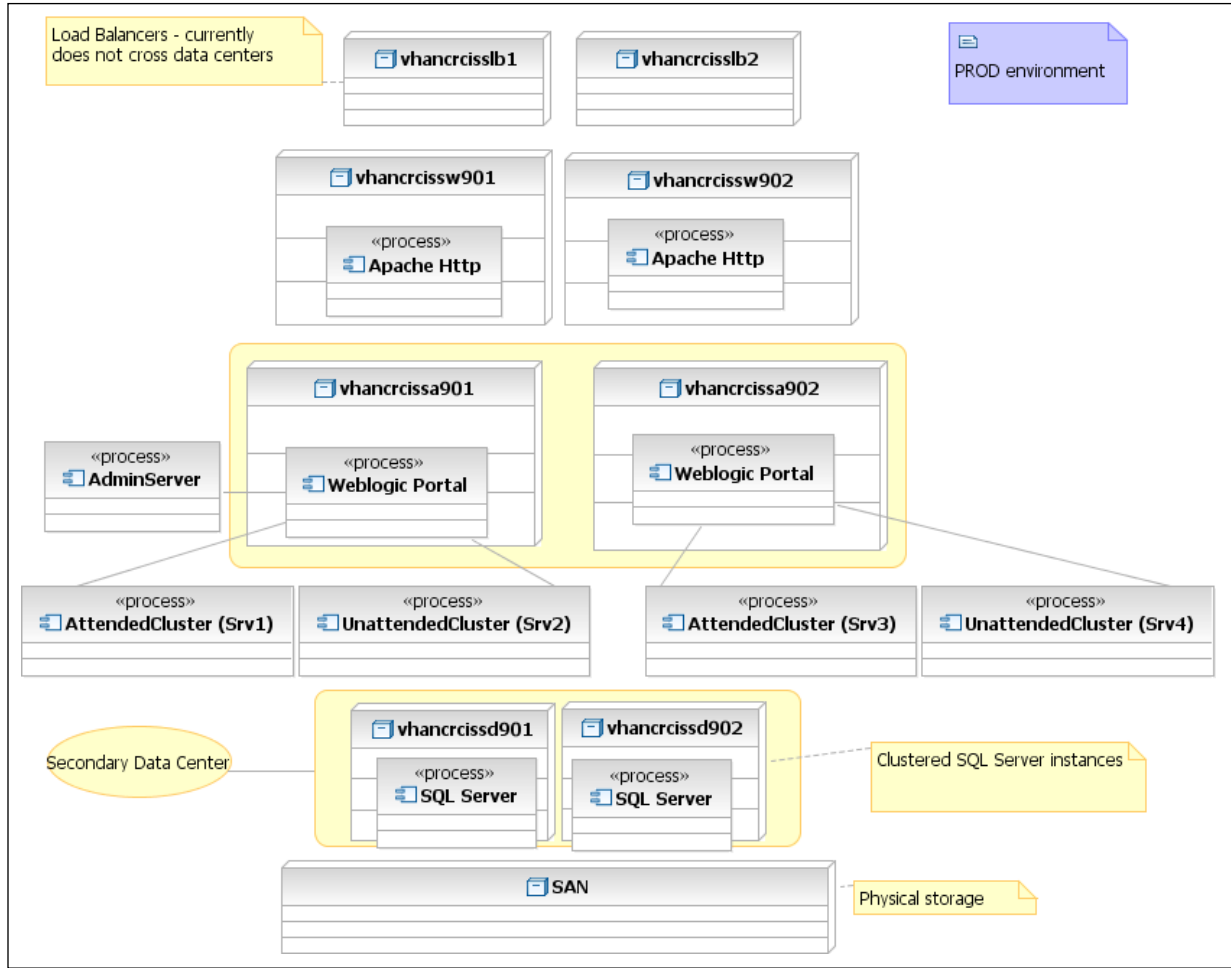 Load Balancers - currently
does not cross data centers
vhancrcisslb1
vhancrcisslb2
PROD environment
vhancrcissw901
vhancrcissw902
«process»
Apache Http
«process»
Apache Http
vhancrcissa901
vhancrcissa902
«process»
AdminServer
«process»
Weblogic Portal
«process»
Weblogic Portal
«process»
AttendedCluster (Srv1)
«process»
UnattendedCluster (Srv2)
«process»
AttendedCluster (Srv3)
«process»
UnattendedCluster (Srv4)
vhancrcissd901
vhancrcissd902
Secondary Data Center
«process»
SQL Server
«process»
SQL Server
Clustered SQL Server instances
SAN
Physical storage